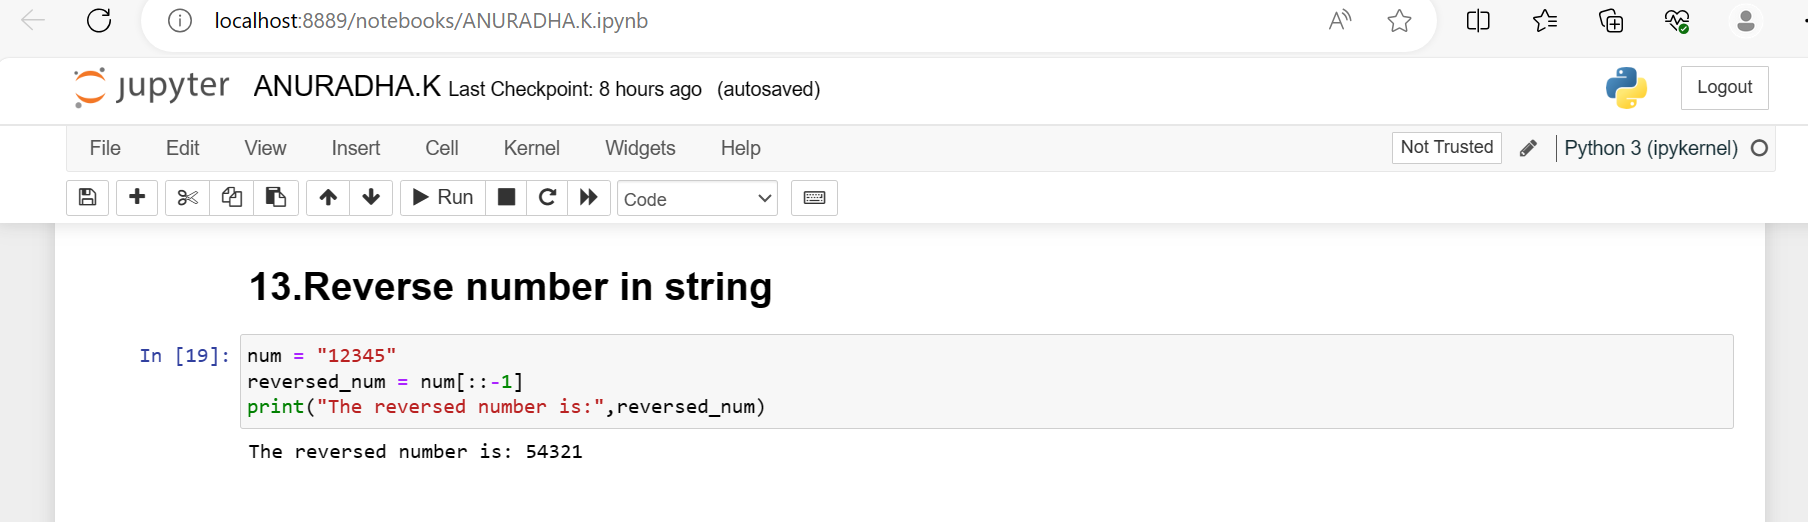 localhost:8889/notebooks/ANURADHA.K.ipynb
jupyter ANURADHA.K Last Checkpoint: 8 hours ago (autosaved)
Logout
File Edit View Insert Cell Kernel Widgets Help
Not Trusted
Python 3 (ipykernel)
Run
Code
13.Reverse number in string
In [19]: num = "12345"
reversed_num = num[::-1]
print("The reversed number is:",reversed_num)
The reversed number is: 54321